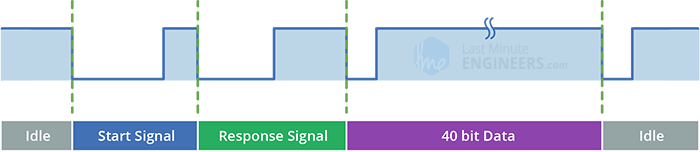 Last Minute
ENGINEERS.com
Idle
Start Signal
Response Signal
40 bit Data
Idle